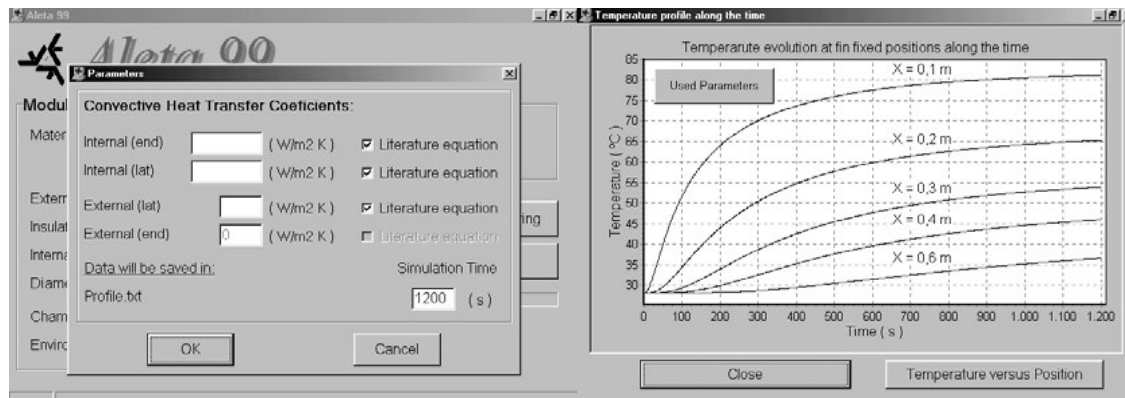 Aleta 99
Aleta 99
Parameters
Modul
Mater
Extern
Insulat
Interna
Diame
Cham
Enviro
Convective Heat Transfer Coeficients:
Internal (end) ( W/m2 K ) Literature equation
Internal (lat) ( W/m2 K ) Literature equation
External (lat) ( W/m2 K ) Literature equation
External (end) 0 ( W/m2 K ) Literature equation
Data will be saved in: Simulation Time
Profile.txt 1200 ( s )
OK Cancel
ing
Temperature profile along the time
Temperarute evolution at fin fixed positions along the time
Used Parameters
Temperature ( ºC )
85
80
75
70
65
60
55
50
45
40
35
30
X = 0,1 m
X = 0,2 m
X = 0,3 m
X = 0,4 m
X = 0,6 m
0 100 200 300 400 500 600 700 800 900 1.000 1.100 1.200
Time ( s )
Close Temperature versus Position